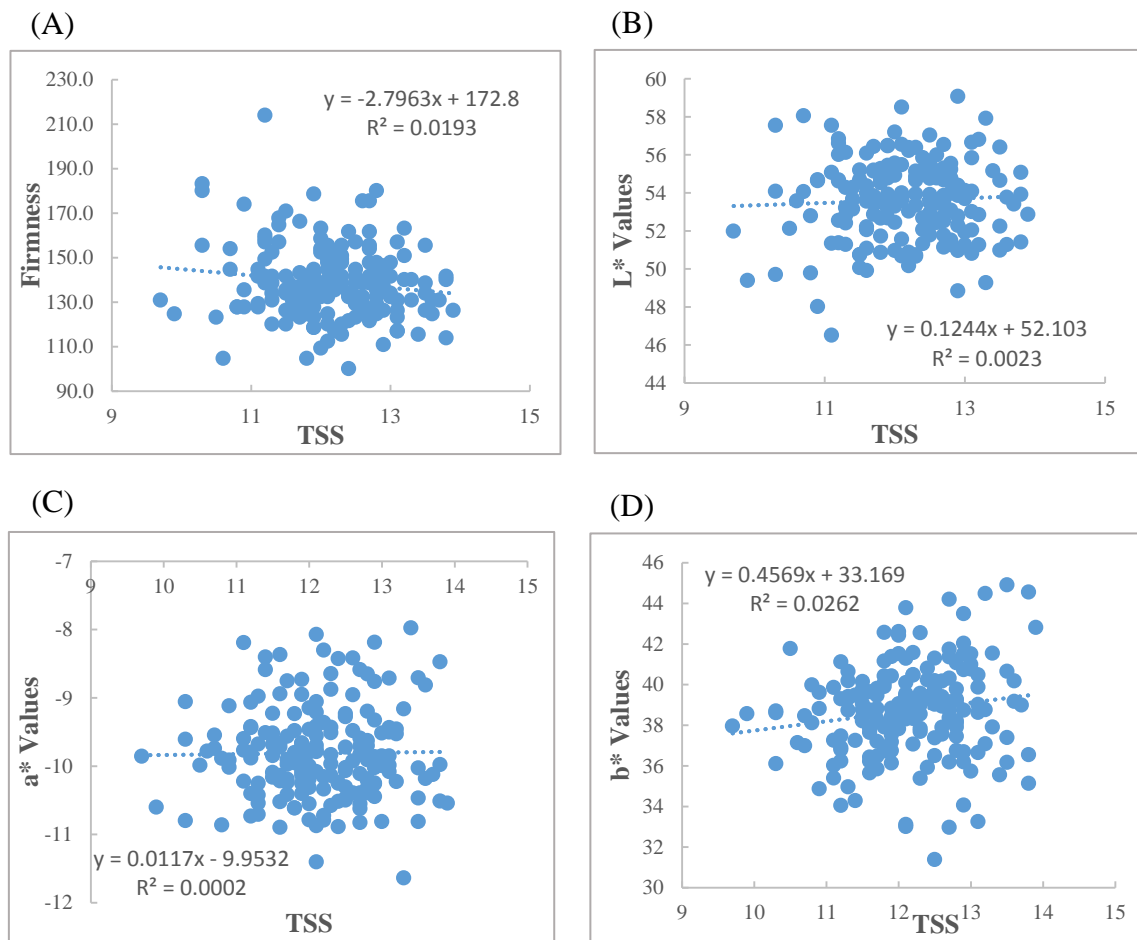 (A)
230.0
210.0
190.0
170.0
150.0
130.0
110.0
90.0
Firmness
y = -2.7963x + 172.8
R² = 0.0193
9 11 13 15
TSS
(B)
60
58
56
54
52
50
48
46
44
L* Values
y = 0.1244x + 52.103
R² = 0.0023
9 11 13 15
TSS
(C)
-7
9 10 11 12 13 14 15
-8
-9
-10
-11
-12
a* Values
y = 0.0117x - 9.9532
R² = 0.0002
TSS
(D)
46
44
42
40
38
36
34
32
30
b* Values
y = 0.4569x + 33.169
R² = 0.0262
9 10 11 12 13 14 15
TSS